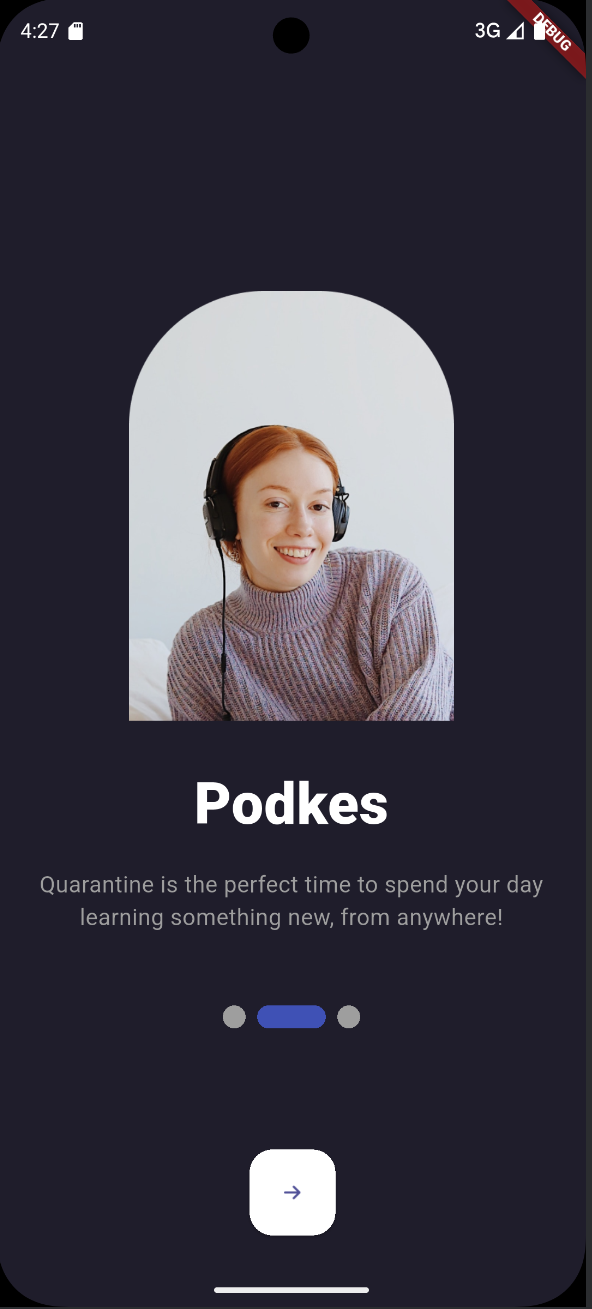 4:27
3G
DEBUG
Podkes
Quarantine is the perfect time to spend your day
learning something new, from anywhere!